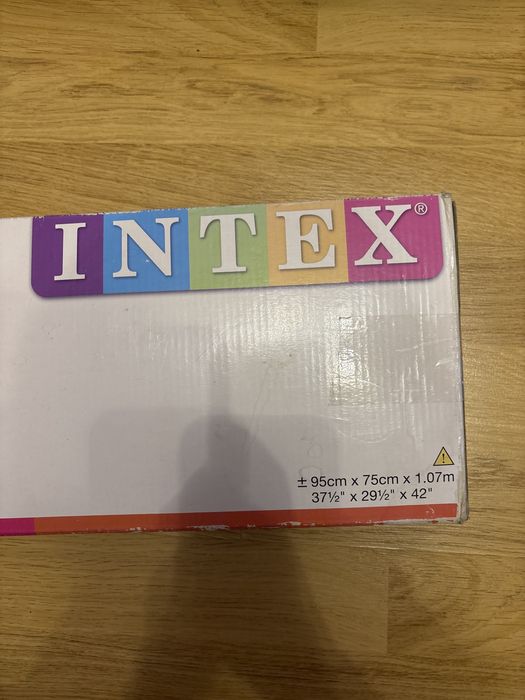 INTEX®
± 95cm x 75cm x 1.07m
37½" x 29½" x 42"